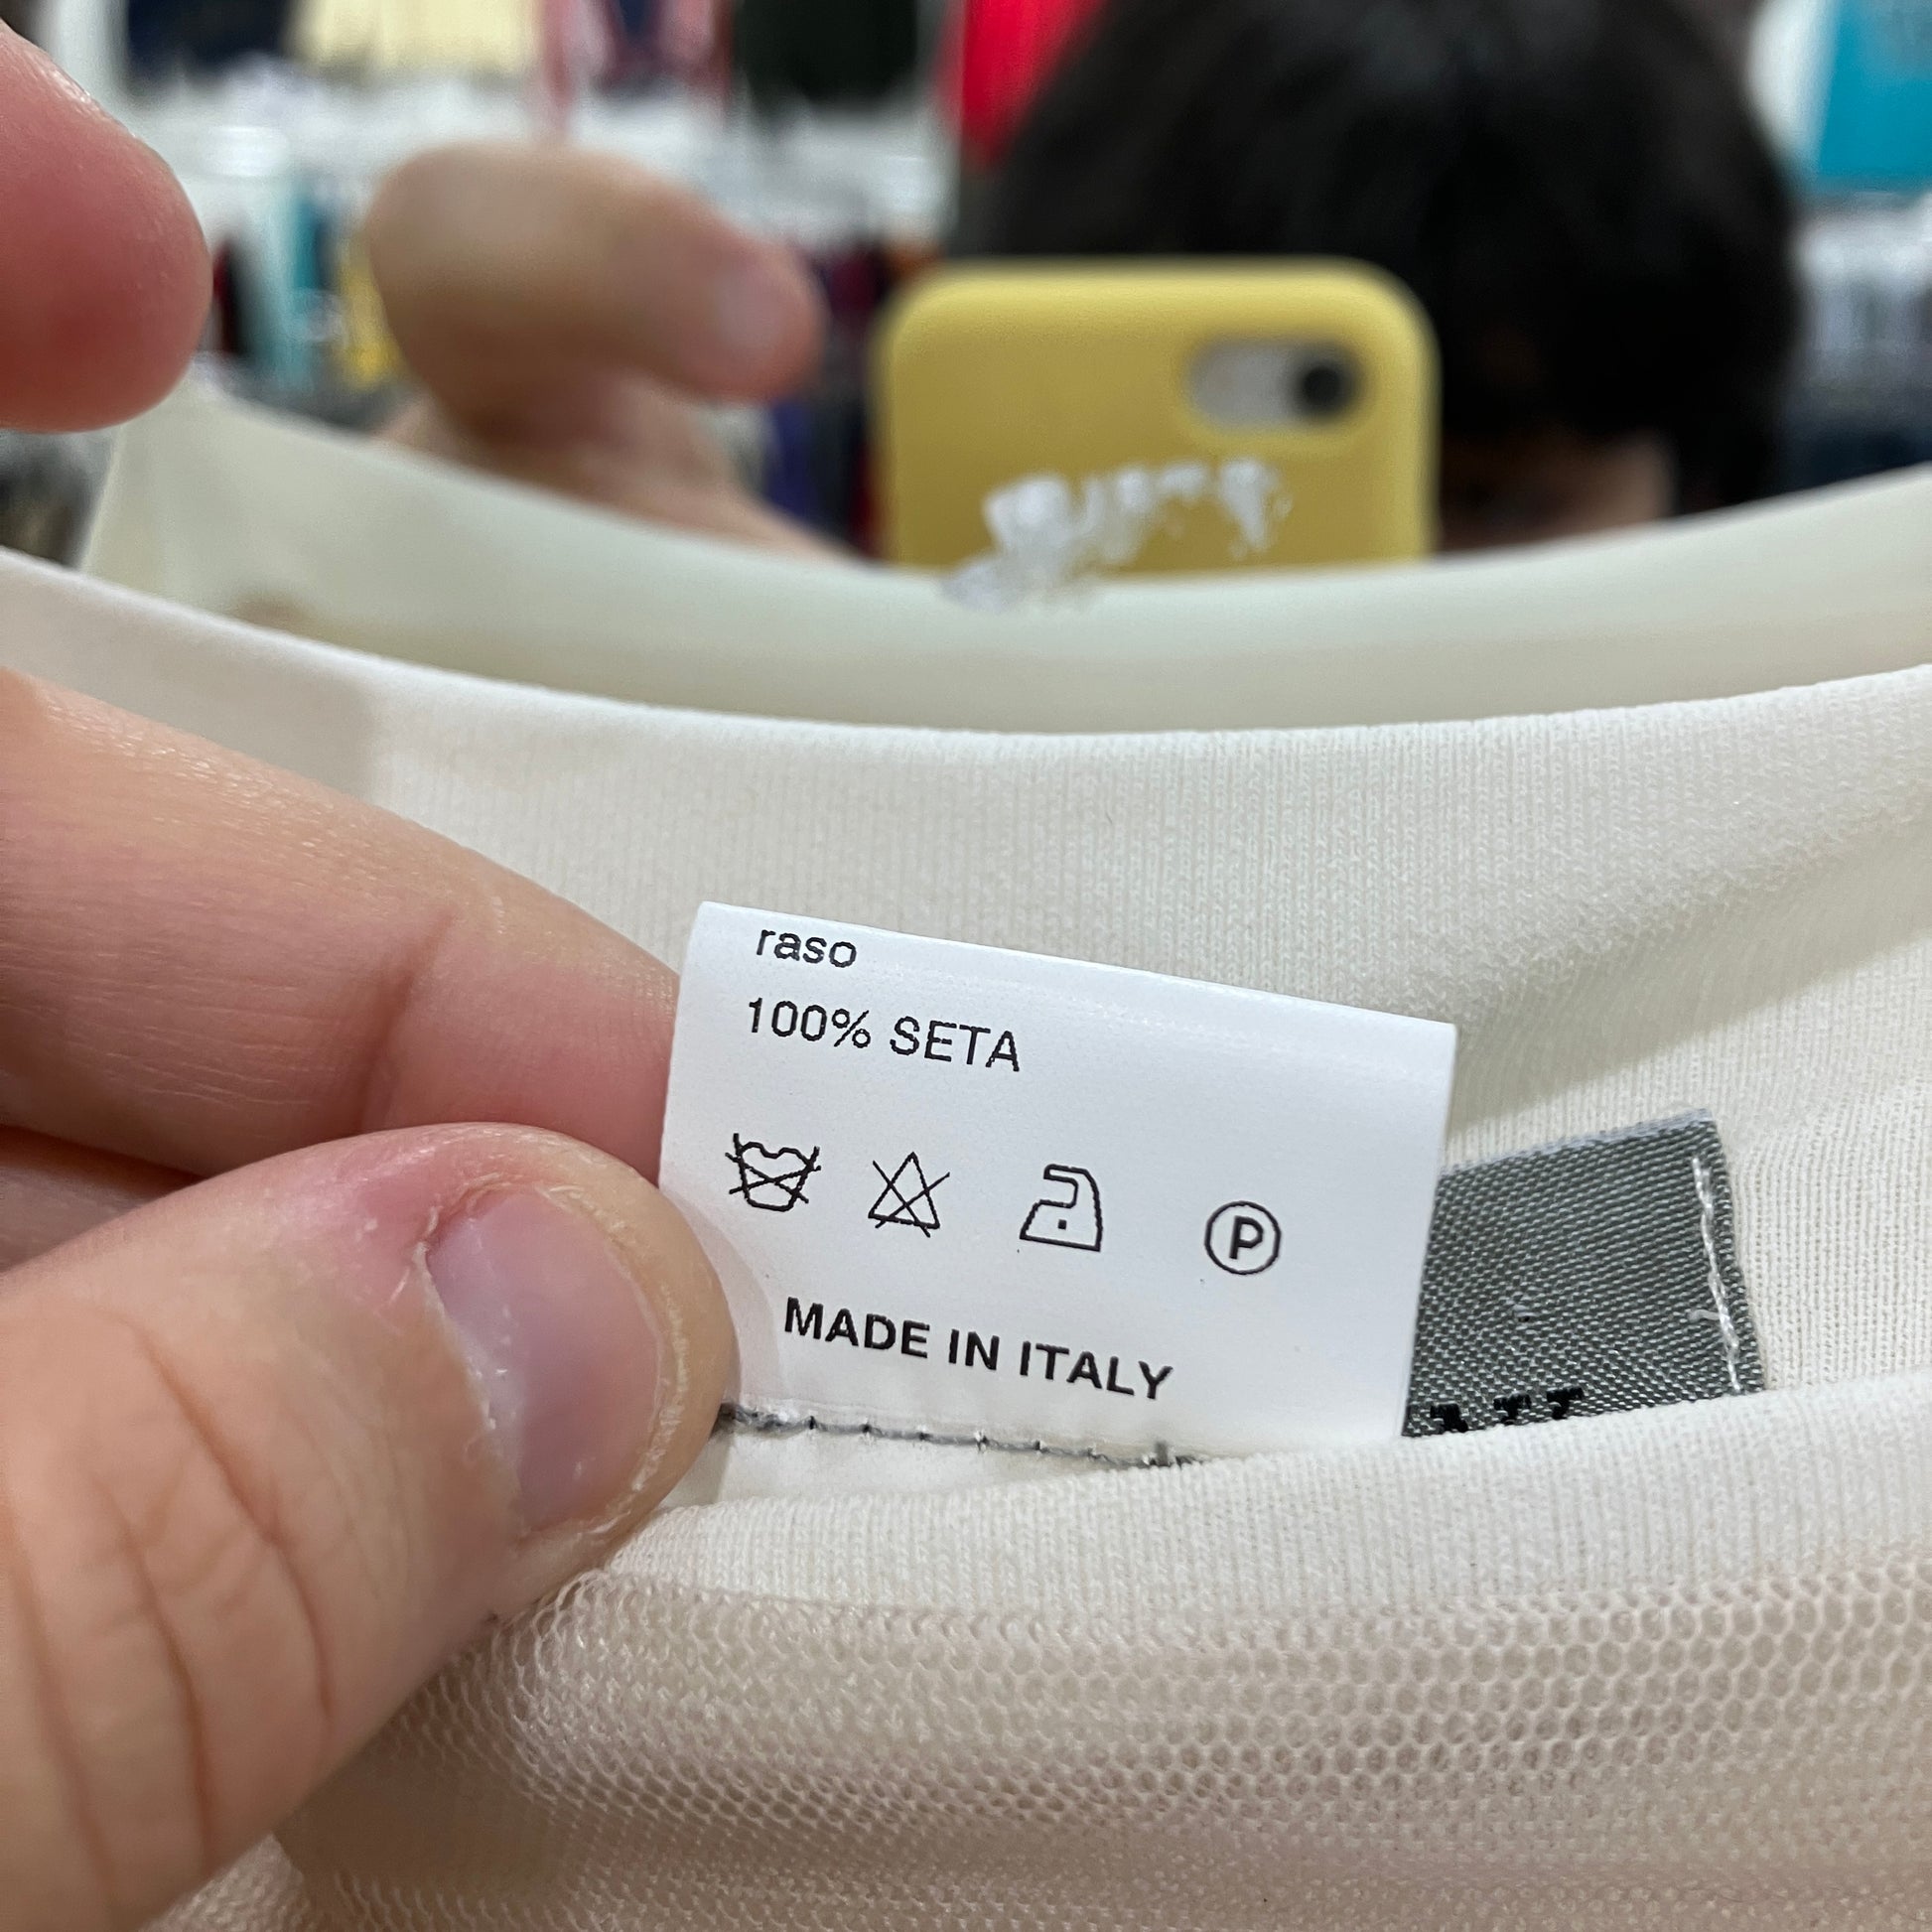 raso
100% SETA
P
MADE IN ITALY